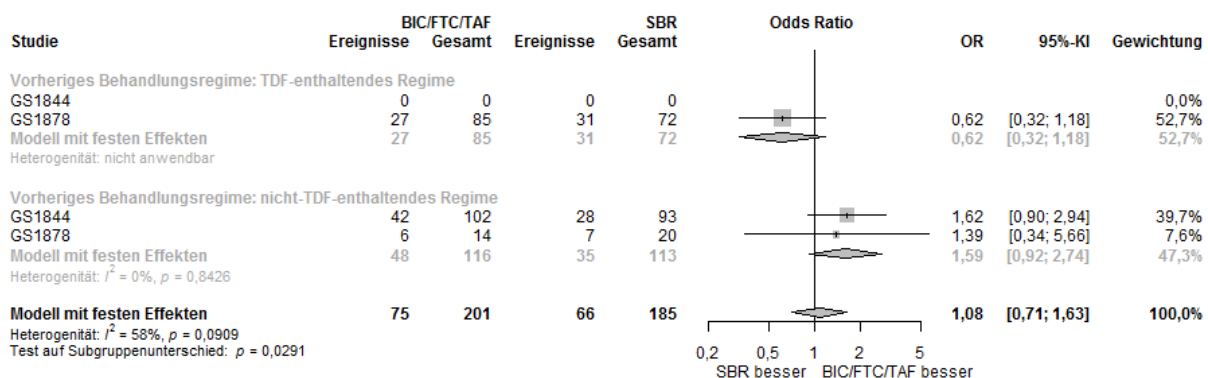 BIC/FTC/TAF SBR Odds Ratio
Studie Ereignisse Gesamt Ereignisse Gesamt OR 95%-KI Gewichtung
Vorheriges Behandlungsregime: TDF-enthaltendes Regime
GS1844 0 0 0 0 0,0%
GS1878 27 85 31 72 0,62 [0,32; 1,18] 52,7%
Modell mit festen Effekten 27 85 31 72 0,62 [0,32; 1,18] 52,7%
Heterogenität: nicht anwendbar
Vorheriges Behandlungsregime: nicht-TDF-enthaltendes Regime
GS1844 42 102 28 93 1,62 [0,90; 2,94] 39,7%
GS1878 6 14 7 20 1,39 [0,34; 5,66] 7,6%
Modell mit festen Effekten 48 116 35 113 1,59 [0,92; 2,74] 47,3%
Heterogenität: I² = 0%, p = 0,8426
Modell mit festen Effekten 75 201 66 185 1,08 [0,71; 1,63] 100,0%
Heterogenität: I² = 58%, p = 0,0909
Test auf Subgruppenunterschied: p = 0,0291
0,2 0,5 1 2 5
SBR besser BIC/FTC/TAF besser